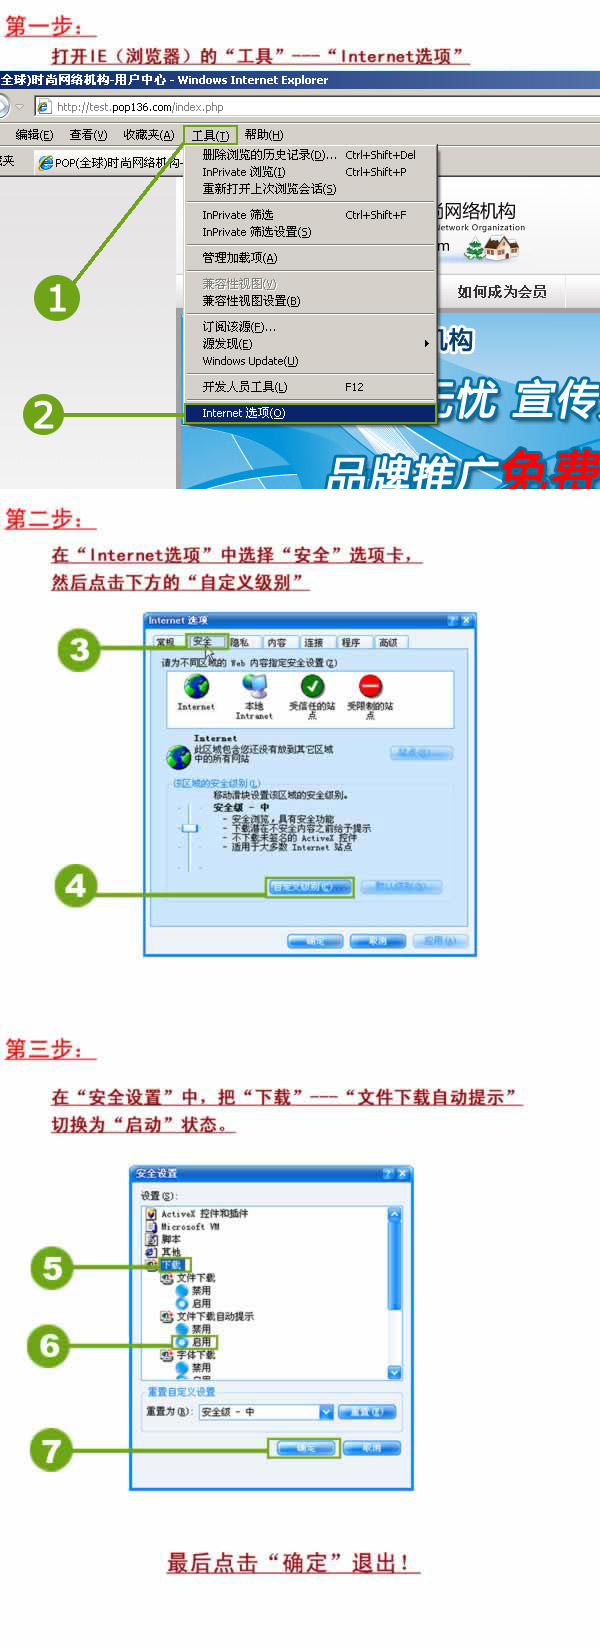 第一步：
打开IE（浏览器）的“工具”---“Internet选项”
全球)时尚网络机构-用户中心 - Windows Internet Explorer
http://test.pop136.com/index.php
编辑(E) 查看(V) 收藏夹(A) 工具(T) 帮助(H)
夹 POP(全球)时尚网络机构-
删除浏览的历史记录(D)... Ctrl+Shift+Del
InPrivate 浏览(I) Ctrl+Shift+P
重新打开上次浏览会话(S)
InPrivate 筛选 Ctrl+Shift+F
InPrivate 筛选设置(S)
管理加载项(A)
兼容性视图(V)
兼容性视图设置(B)
订阅该源(F)...
源发现(E)
Windows Update(U)
开发人员工具(L) F12
Internet 选项(O)
尚网络机构
Network Organization
m
如何成为会员
机构
无忧 宣传
品牌推广免费
1
2
第二步：
在“Internet选项”中选择“安全”选项卡，
然后点击下方的“自定义级别”
Internet 选项
常规 安全 隐私 内容 连接 程序 高级
请为不同区域的 Web 内容指定安全设置(Z)
Internet 本地 Intranet 受信任的站点 受限制的站点
Internet
此区域包含您还没有放到其它区域
中的所有网站
站点(S)...
该区域的安全级别(L)
移动滑块设置该区域的安全级别。
安全级 - 中
- 安全浏览，具有安全功能
- 下载潜在不安全内容之前给予提示
- 不下载未签名的 ActiveX 控件
- 适用于大多数 Internet 站点
自定义级别(C)... 默认级别(D)
确定 取消 应用(A)
3
4
第三步：
在“安全设置”中，把“下载”---“文件下载自动提示”
切换为“启动”状态。
安全设置
设置(S):
ActiveX 控件和插件
Microsoft VM
脚本
其他
下载
文件下载
禁用
启用
文件下载自动提示
禁用
启用
字体下载
禁用
启用
重置自定义设置
重置为(R): 安全级 - 中 重置(E)
确定 取消
5
6
7
最后点击“确定”退出！